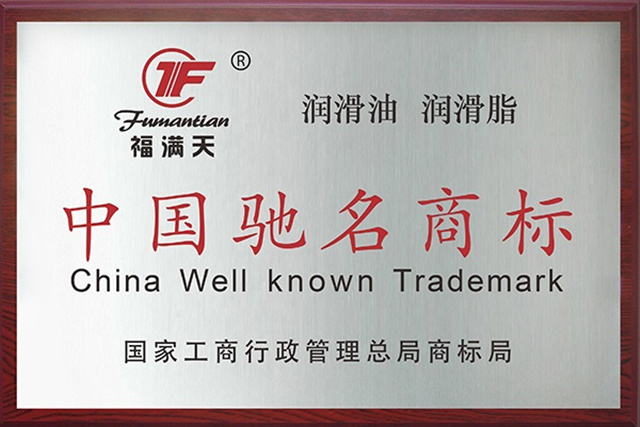 TF ®
Fumantian
福满天
润滑油 润滑脂
中国驰名商标
China Well known Trademark
国家工商行政管理总局商标局